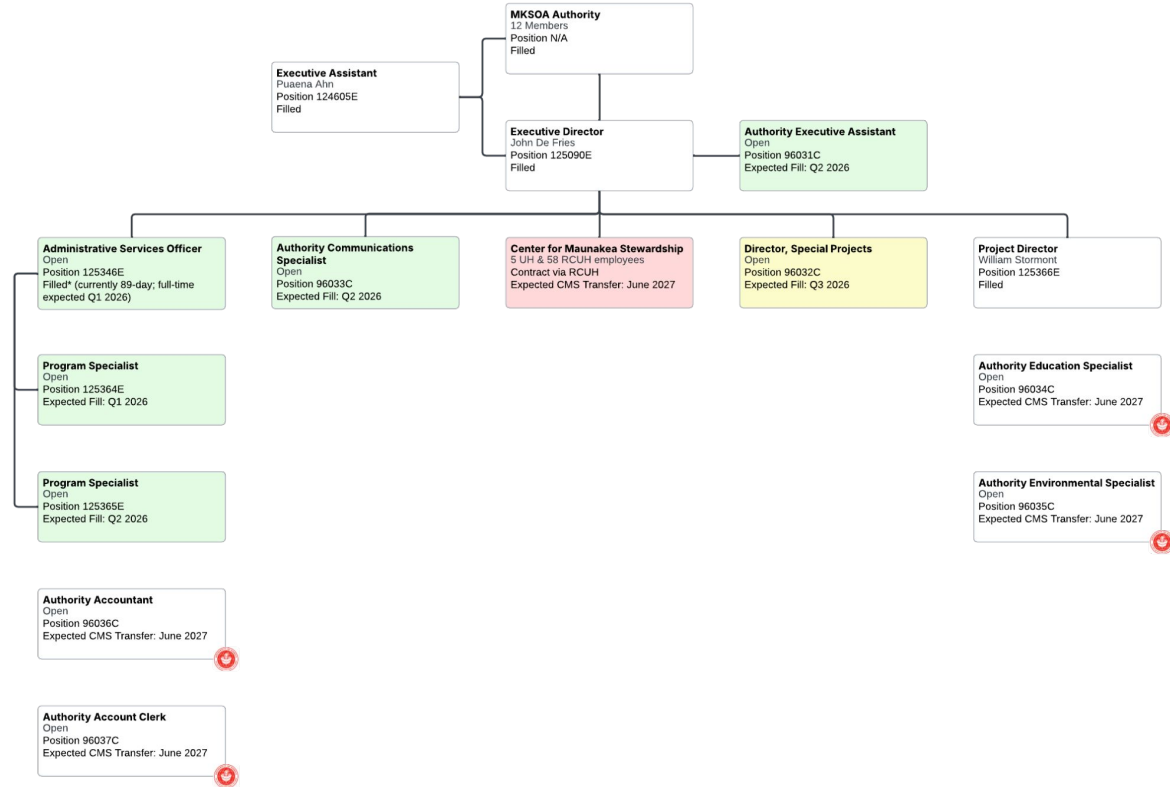 MKSOA Authority
12 Members
Position N/A
Filled
Executive Assistant
Puaena Ahn
Position 124605E
Filled
Executive Director
John De Fries
Position 125090E
Filled
Authority Executive Assistant
Open
Position 96031C
Expected Fill: Q2 2026
Administrative Services Officer
Open
Position 125346E
Filled* (currently 89-day; full-time
expected Q1 2026)
Authority Communications
Specialist
Open
Position 96033C
Expected Fill: Q2 2026
Center for Maunakea Stewardship
5 UH & 58 RCUH employees
Contract via RCUH
Expected CMS Transfer: June 2027
Director, Special Projects
Open
Position 96032C
Expected Fill: Q3 2026
Project Director
William Stormont
Position 125366E
Filled
Program Specialist
Open
Position 125364E
Expected Fill: Q1 2026
Authority Education Specialist
Open
Position 96034C
Expected CMS Transfer: June 2027
Program Specialist
Open
Position 125365E
Expected Fill: Q2 2026
Authority Environmental Specialist
Open
Position 96035C
Expected CMS Transfer: June 2027
Authority Accountant
Open
Position 96036C
Expected CMS Transfer: June 2027
Authority Account Clerk
Open
Position 96037C
Expected CMS Transfer: June 2027